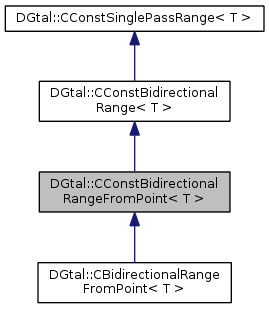 DGtal::CConstSinglePassRange< T >
DGtal::CConstBidirectional
Range< T >
DGtal::CConstBidirectional
RangeFromPoint< T >
DGtal::CBidirectionalRange
FromPoint< T >